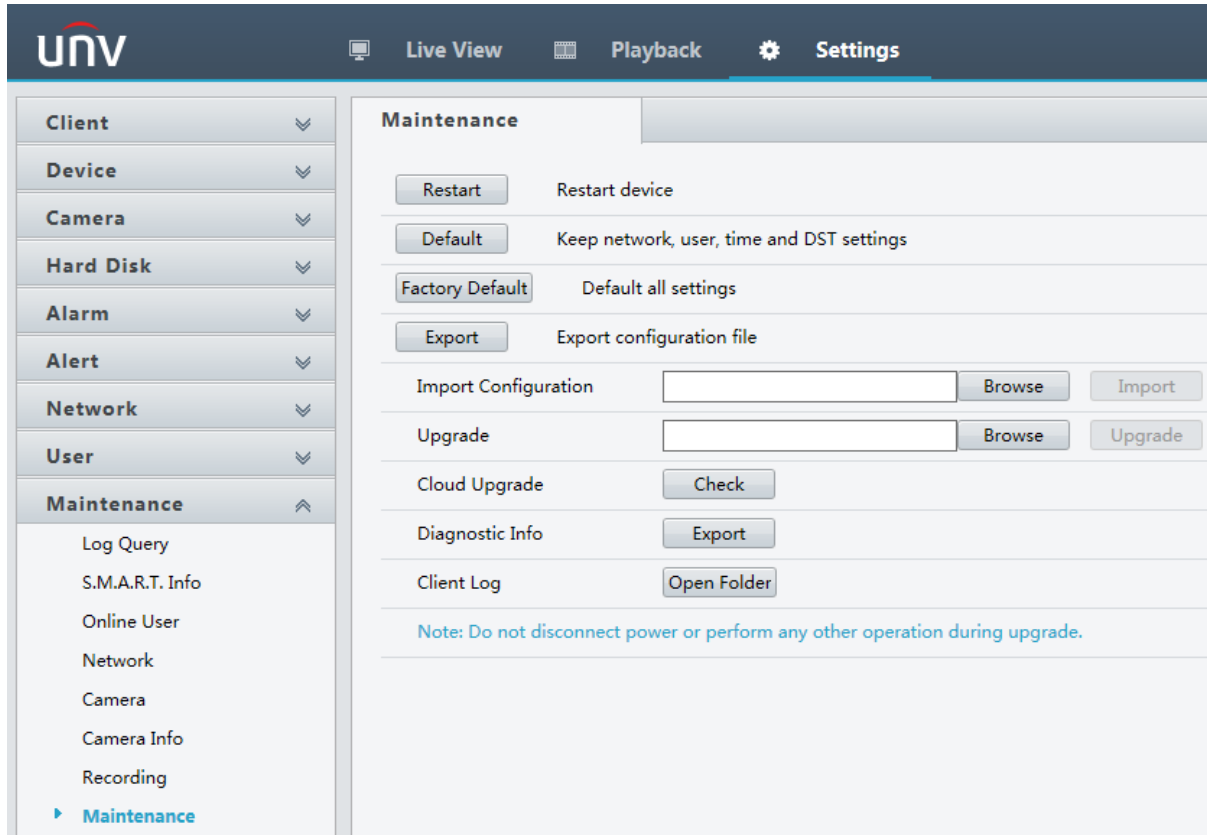 unv
Live View Playback Settings
Client
Device
Camera
Hard Disk
Alarm
Alert
Network
User
Maintenance
Log Query
S.M.A.R.T. Info
Online User
Network
Camera
Camera Info
Recording
Maintenance
Maintenance
Restart Restart device
Default Keep network, user, time and DST settings
Factory Default Default all settings
Export Export configuration file
Import Configuration Browse Import
Upgrade Browse Upgrade
Cloud Upgrade Check
Diagnostic Info Export
Client Log Open Folder
Note: Do not disconnect power or perform any other operation during upgrade.